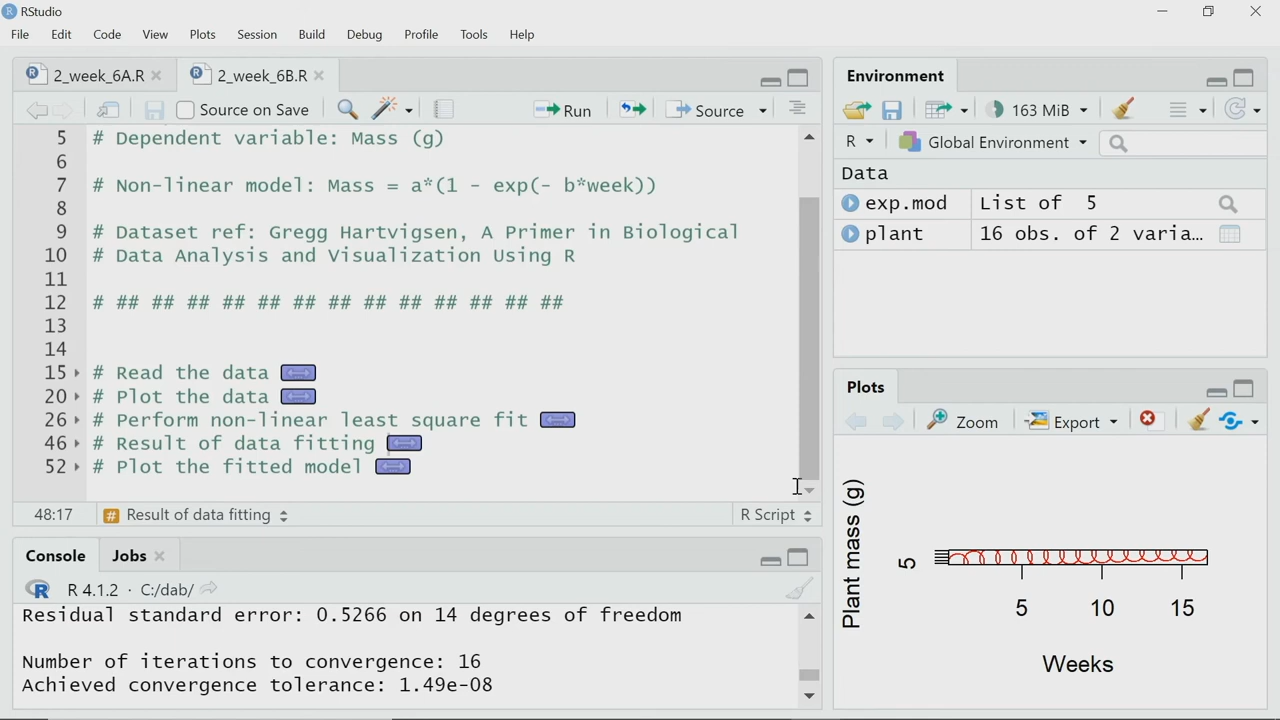 RStudio
File Edit Code View Plots Session Build Debug Profile Tools Help
2_week_6A.R 2_week_6B.R
Source on Save Run Source
5 # Dependent variable: Mass (g)
6
7 # Non-linear model: Mass = a*(1 - exp(- b*week))
8
9 # Dataset ref: Gregg Hartvigsen, A Primer in Biological
10 # Data Analysis and Visualization Using R
11
12 # ## ## ## ## ## ## ## ## ## ## ## ##
13
14
15 # Read the data
20 # Plot the data
26 # Perform non-linear least square fit
46 # Result of data fitting
52 # Plot the fitted model
48:17 # Result of data fitting R Script
Console Jobs
R 4.1.2 · C:/dab/
Residual standard error: 0.5266 on 14 degrees of freedom
Number of iterations to convergence: 16
Achieved convergence tolerance: 1.49e-08
Environment
163 MiB
R Global Environment
Data
exp.mod List of 5
plant 16 obs. of 2 varia...
Plots
Zoom Export
Plant mass (g)
5
5 10 15
Weeks